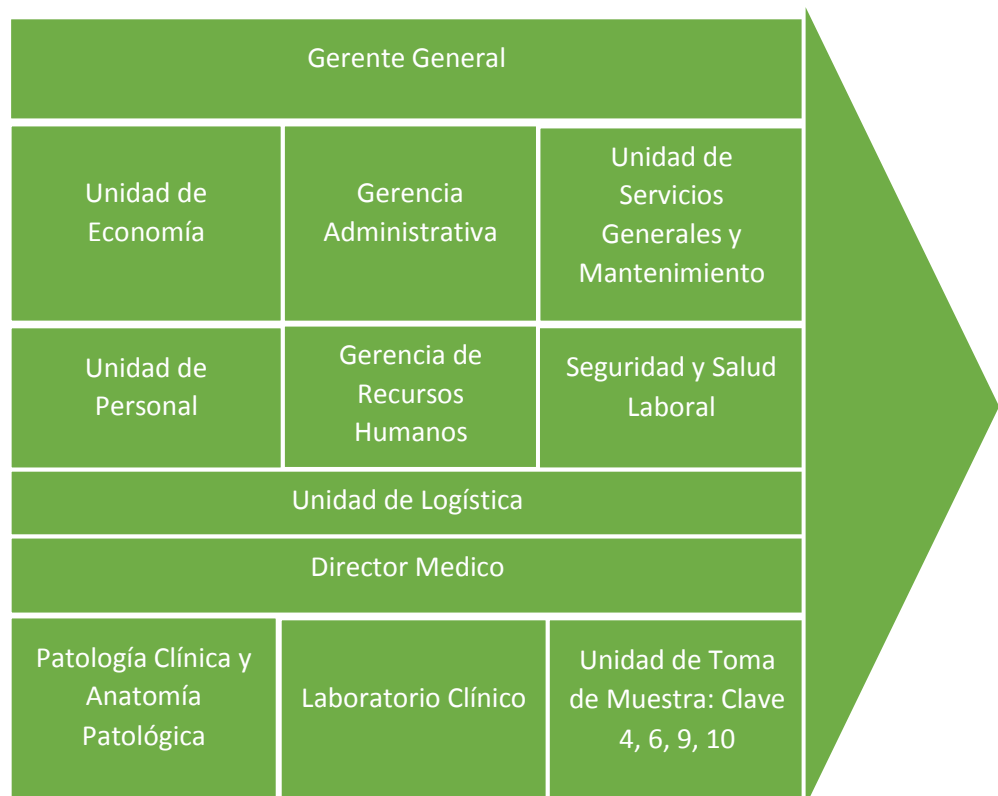 Gerente General
Unidad de
Economía
Gerencia
Administrativa
Unidad de
Servicios
Generales y
Mantenimiento
Unidad de
Personal
Gerencia de
Recursos
Humanos
Seguridad y Salud
Laboral
Unidad de Logística
Director Medico
Patología Clínica y
Anatomía
Patológica
Laboratorio Clínico
Unidad de Toma
de Muestra: Clave
4, 6, 9, 10